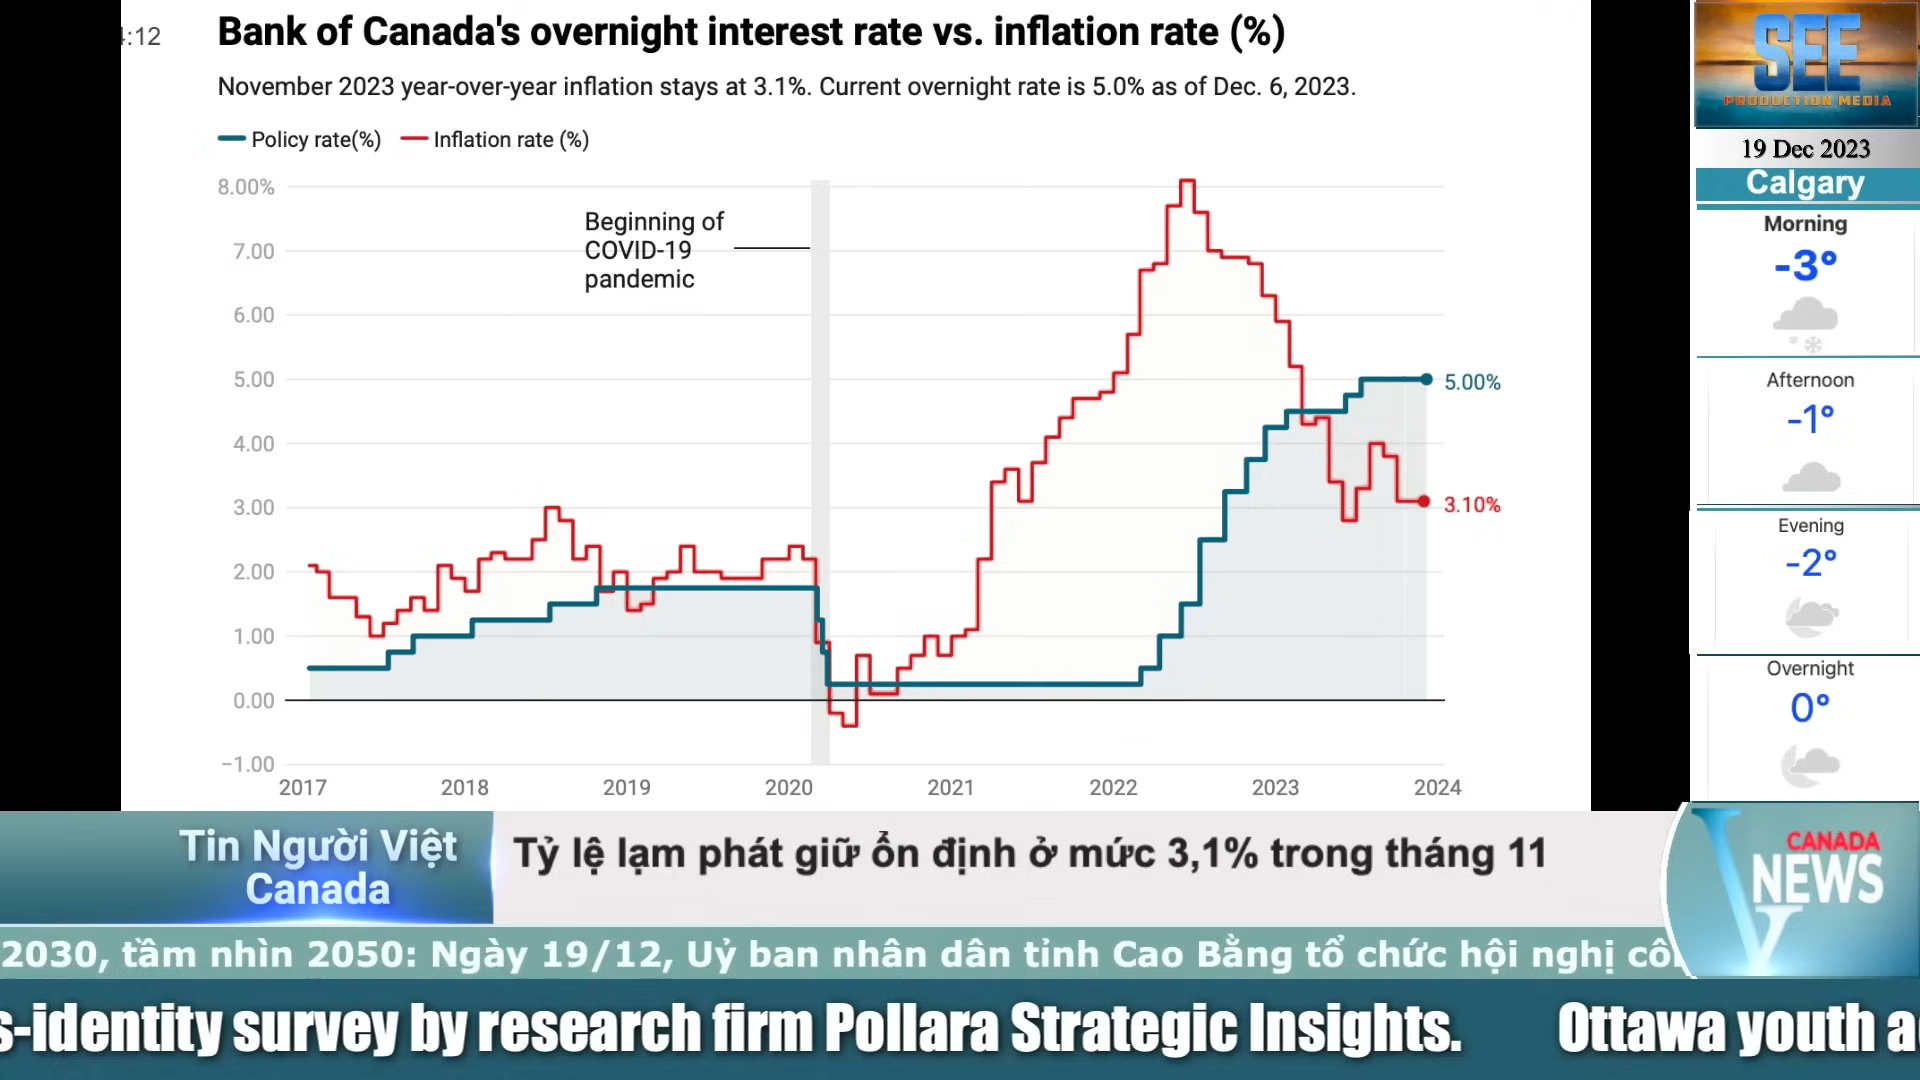 :12
Bank of Canada's overnight interest rate vs. inflation rate (%)
November 2023 year-over-year inflation stays at 3.1%. Current overnight rate is 5.0% as of Dec. 6, 2023.
Policy rate(%)
Inflation rate (%)
8.00%
7.00
6.00
5.00
4.00
3.00
2.00
1.00
0.00
−1.00
Beginning of
COVID-19
pandemic
5.00%
3.10%
2017
2018
2019
2020
2021
2022
2023
2024
SEE
PRODUCTION MEDIA
19 Dec 2023
Calgary
Morning
-3°
Afternoon
-1°
Evening
-2°
Overnight
0°
Tin Người Việt
Canada
Tỷ lệ lạm phát giữ ổn định ở mức 3,1% trong tháng 11
CANADA
V NEWS
2030, tầm nhìn 2050: Ngày 19/12, Uỷ ban nhân dân tỉnh Cao Bằng tổ chức hội nghị
s-identity survey by research firm Pollara Strategic Insights. Ottawa youth